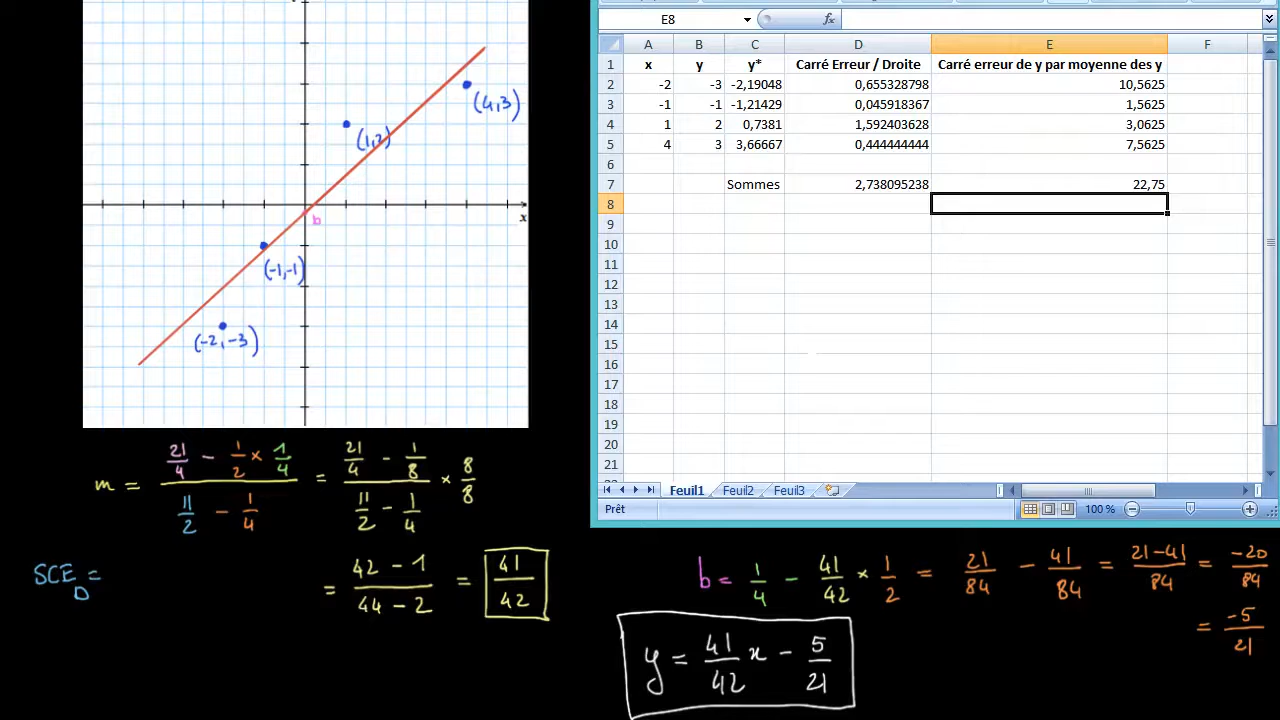 E8 fx
A B C D E F
1 x y y* Carré Erreur / Droite Carré erreur de y par moyenne des y
2 -2 -3 -2,19048 0,655328798 10,5625
3 -1 -1 -1,21429 0,045918367 1,5625
4 1 2 0,7381 1,592403628 3,0625
5 4 3 3,66667 0,444444444 7,5625
6
7 Sommes 2,738095238 22,75
8
9
10
11
12
13
14
15
16
17
18
19
20
21
Feuil1 Feuil2 Feuil3
Prêt 100 %
(4,3)
(1,2)
x
b
(-1,-1)
(-2,-3)
m = (21/4 - 1/2 × 1/4) / (11/2 - 1/4) = (21/4 - 1/8) / (11/2 - 1/4) × 8/8
= (42 - 1) / (44 - 2) = 41/42
SCE_D =
b = 1/4 - 41/42 × 1/2 = 21/84 - 41/84 = (21-41)/84 = -20/84
= -5/21
y = 41/42 x - 5/21